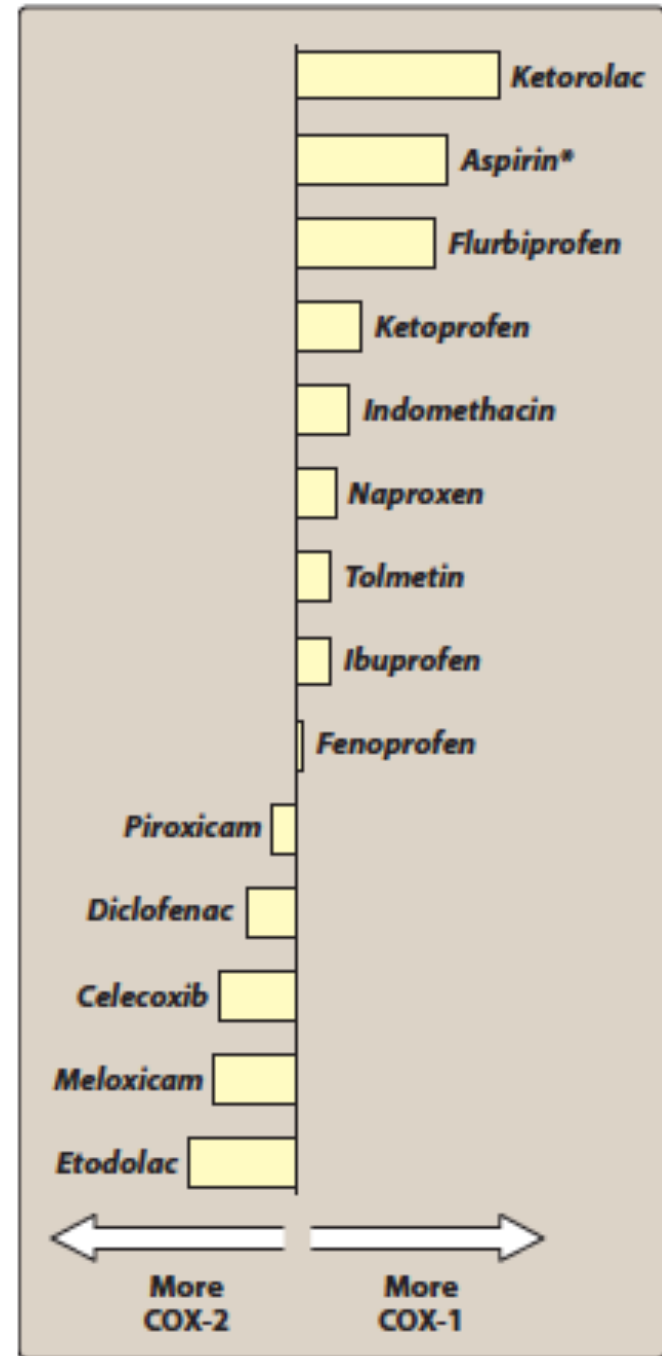 Ketorolac
Aspirin*
Flurbiprofen
Ketoprofen
Indomethacin
Naproxen
Tolmetin
Ibuprofen
Fenoprofen
Piroxicam
Diclofenac
Celecoxib
Meloxicam
Etodolac
More
COX-2
More
COX-1